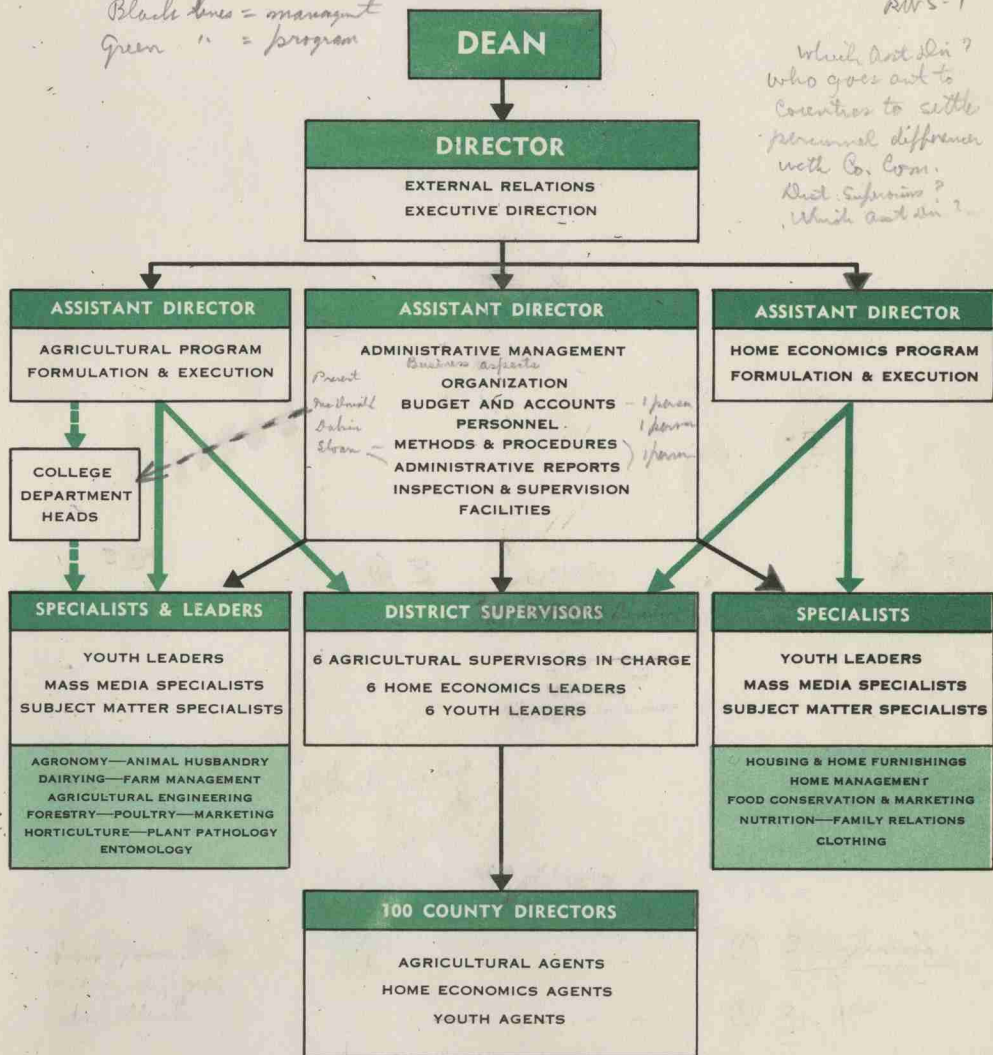 Black lines = managment
Green " = program
RWS-1
Which Asst Dir?
who goes out to
Counties to settle
personnel differences
with Co. Com.
Dist. Supervisors?
Which asst dir?
DEAN
DIRECTOR
EXTERNAL RELATIONS
EXECUTIVE DIRECTION
ASSISTANT DIRECTOR
AGRICULTURAL PROGRAM
FORMULATION & EXECUTION
ASSISTANT DIRECTOR
ADMINISTRATIVE MANAGEMENT
Business aspects
ORGANIZATION
BUDGET AND ACCOUNTS - 1 person
PERSONNEL 1 person
METHODS & PROCEDURES
ADMINISTRATIVE REPORTS } 1 person
INSPECTION & SUPERVISION
FACILITIES
Present
McDonald
Sloan
ASSISTANT DIRECTOR
HOME ECONOMICS PROGRAM
FORMULATION & EXECUTION
COLLEGE
DEPARTMENT
HEADS
SPECIALISTS & LEADERS
YOUTH LEADERS
MASS MEDIA SPECIALISTS
SUBJECT MATTER SPECIALISTS
AGRONOMY—ANIMAL HUSBANDRY
DAIRYING—FARM MANAGEMENT
AGRICULTURAL ENGINEERING
FORESTRY—POULTRY—MARKETING
HORTICULTURE—PLANT PATHOLOGY
ENTOMOLOGY
DISTRICT SUPERVISORS
6 AGRICULTURAL SUPERVISORS IN CHARGE
6 HOME ECONOMICS LEADERS
6 YOUTH LEADERS
SPECIALISTS
YOUTH LEADERS
MASS MEDIA SPECIALISTS
SUBJECT MATTER SPECIALISTS
HOUSING & HOME FURNISHINGS
HOME MANAGEMENT
FOOD CONSERVATION & MARKETING
NUTRITION—FAMILY RELATIONS
CLOTHING
100 COUNTY DIRECTORS
AGRICULTURAL AGENTS
HOME ECONOMICS AGENTS
YOUTH AGENTS